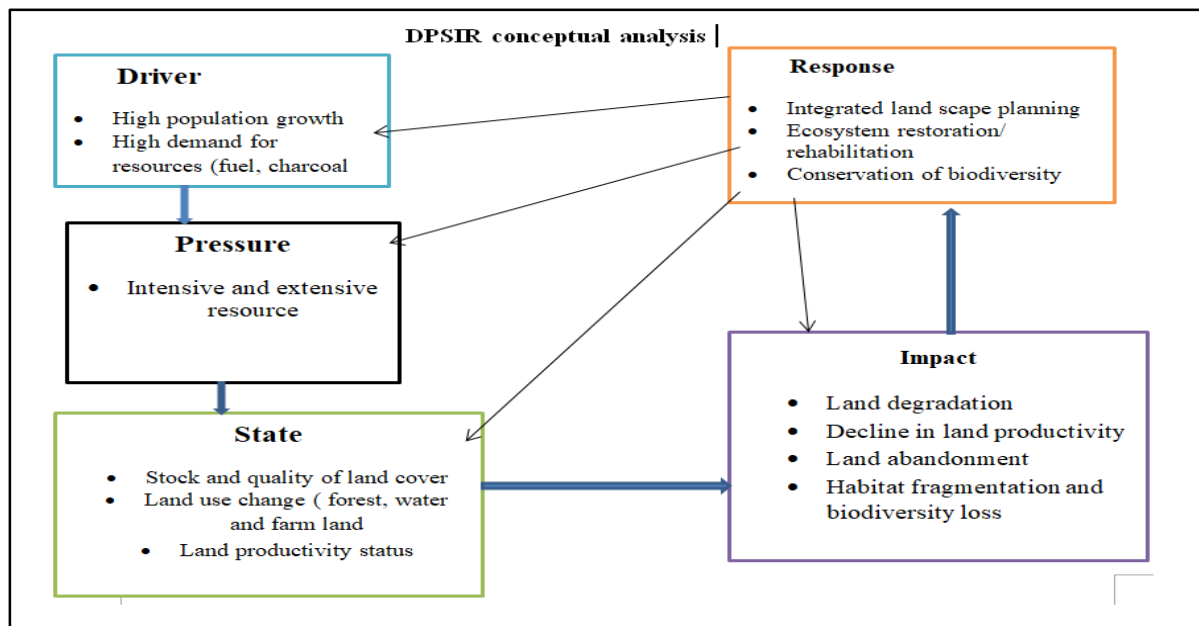 DPSIR conceptual analysis
Driver
• High population growth
• High demand for
resources (fuel, charcoal
Pressure
• Intensive and extensive
resource
State
• Stock and quality of land cover
• Land use change ( forest, water
and farm land
• Land productivity status
Response
• Integrated land scape planning
• Ecosystem restoration/
rehabilitation
• Conservation of biodiversity
Impact
• Land degradation
• Decline in land productivity
• Land abandonment
• Habitat fragmentation and
biodiversity loss